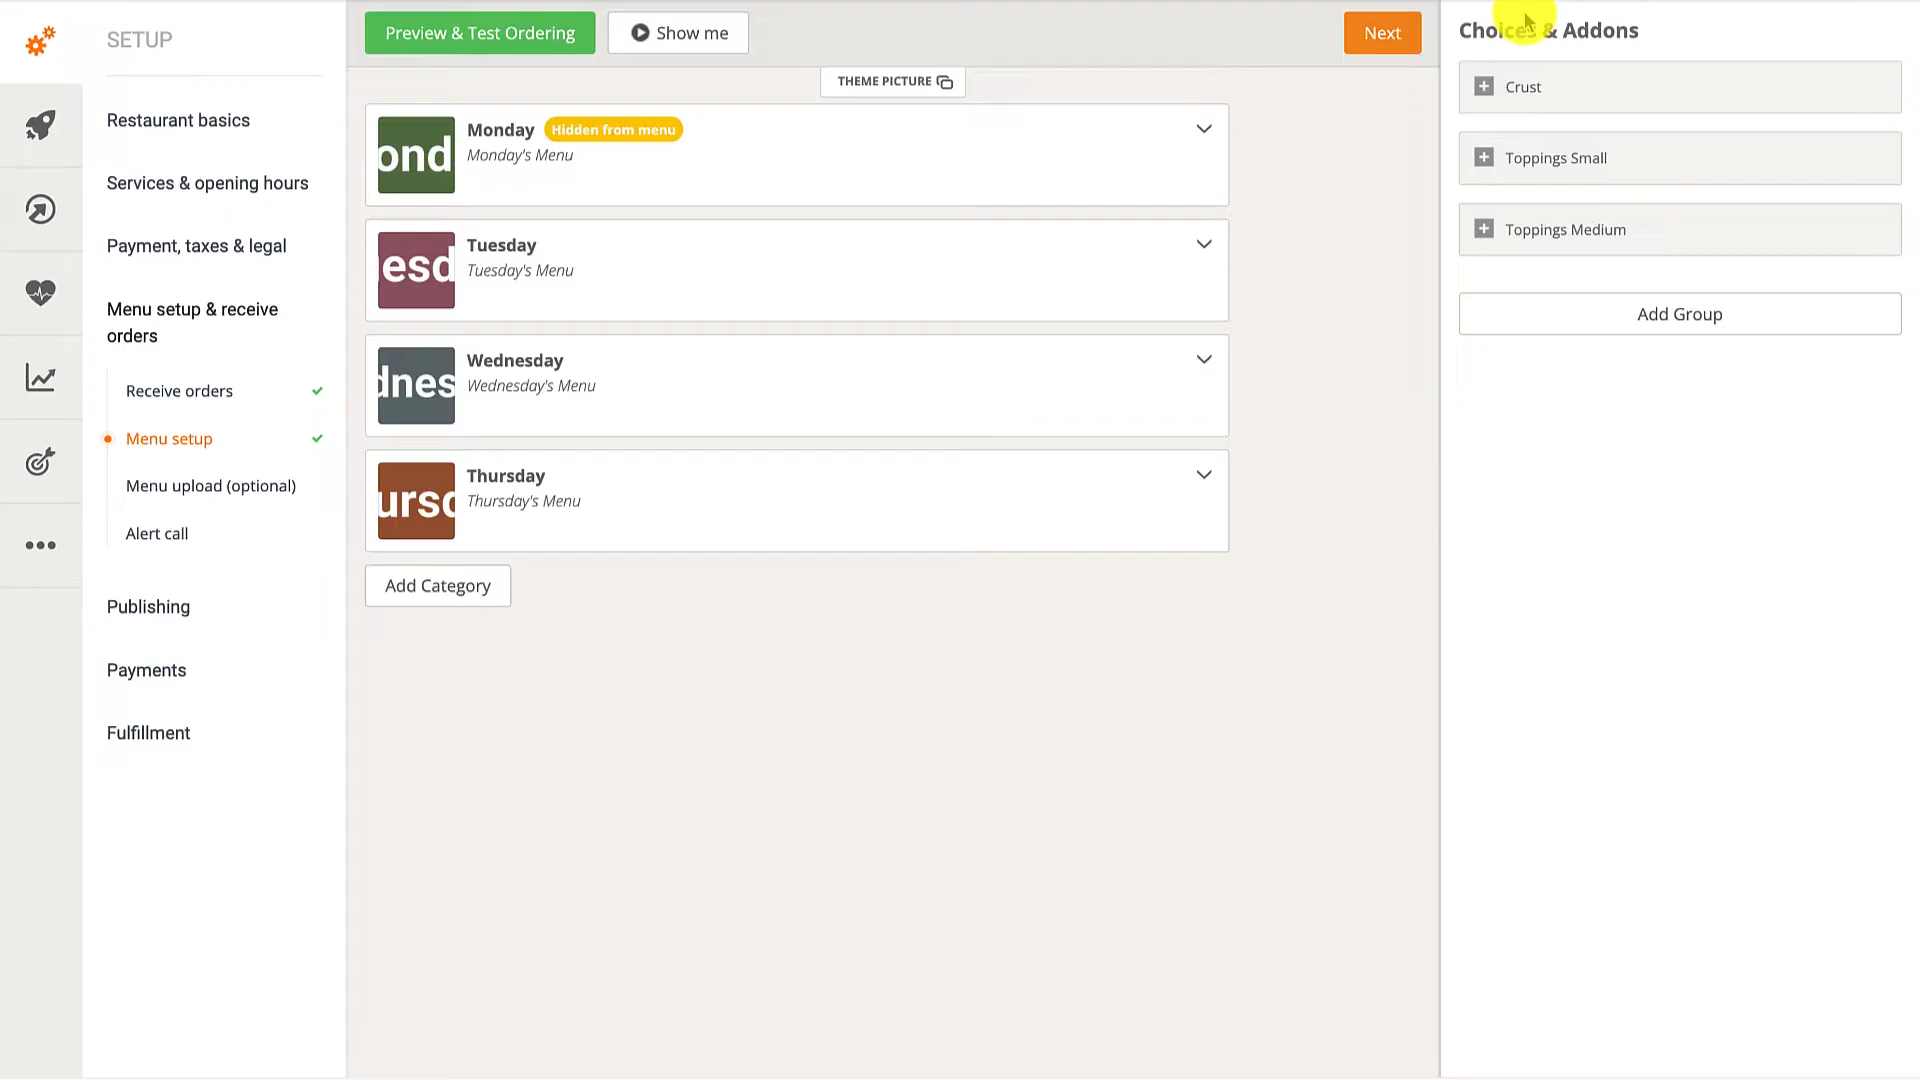 SETUP
Restaurant basics
Services & opening hours
Payment, taxes & legal
Menu setup & receive
orders
Receive orders
Menu setup
Menu upload (optional)
Alert call
Publishing
Payments
Fulfillment
Preview & Test Ordering
Show me
Next
THEME PICTURE
ond
Monday
Hidden from menu
Monday's Menu
esd
Tuesday
Tuesday's Menu
dnes
Wednesday
Wednesday's Menu
ursd
Thursday
Thursday's Menu
Add Category
Choices & Addons
Crust
Toppings Small
Toppings Medium
Add Group